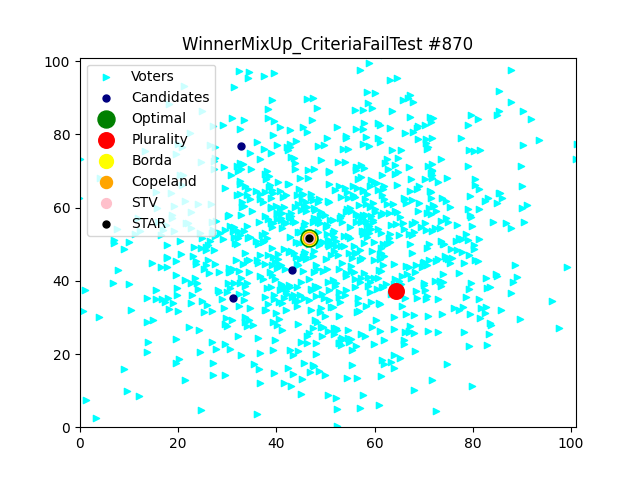 WinnerMixUp_CriteriaFailTest #870
Voters
Candidates
Optimal
Plurality
Borda
Copeland
STV
STAR
100
80
60
40
20
0
0 20 40 60 80 100